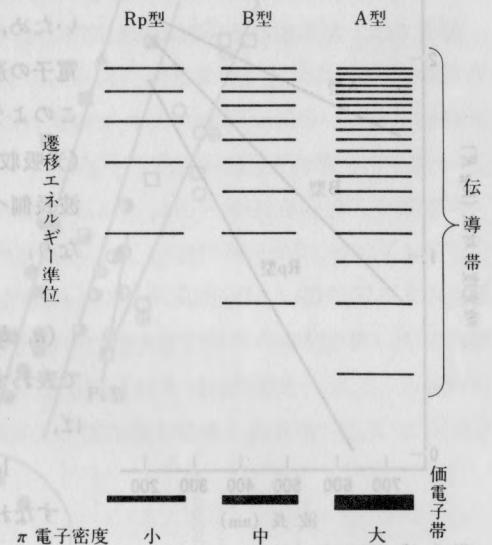 Rp型 B型 A型
遷移エネルギー準位
伝導帯
価電子帯
π 電子密度 小 中 大